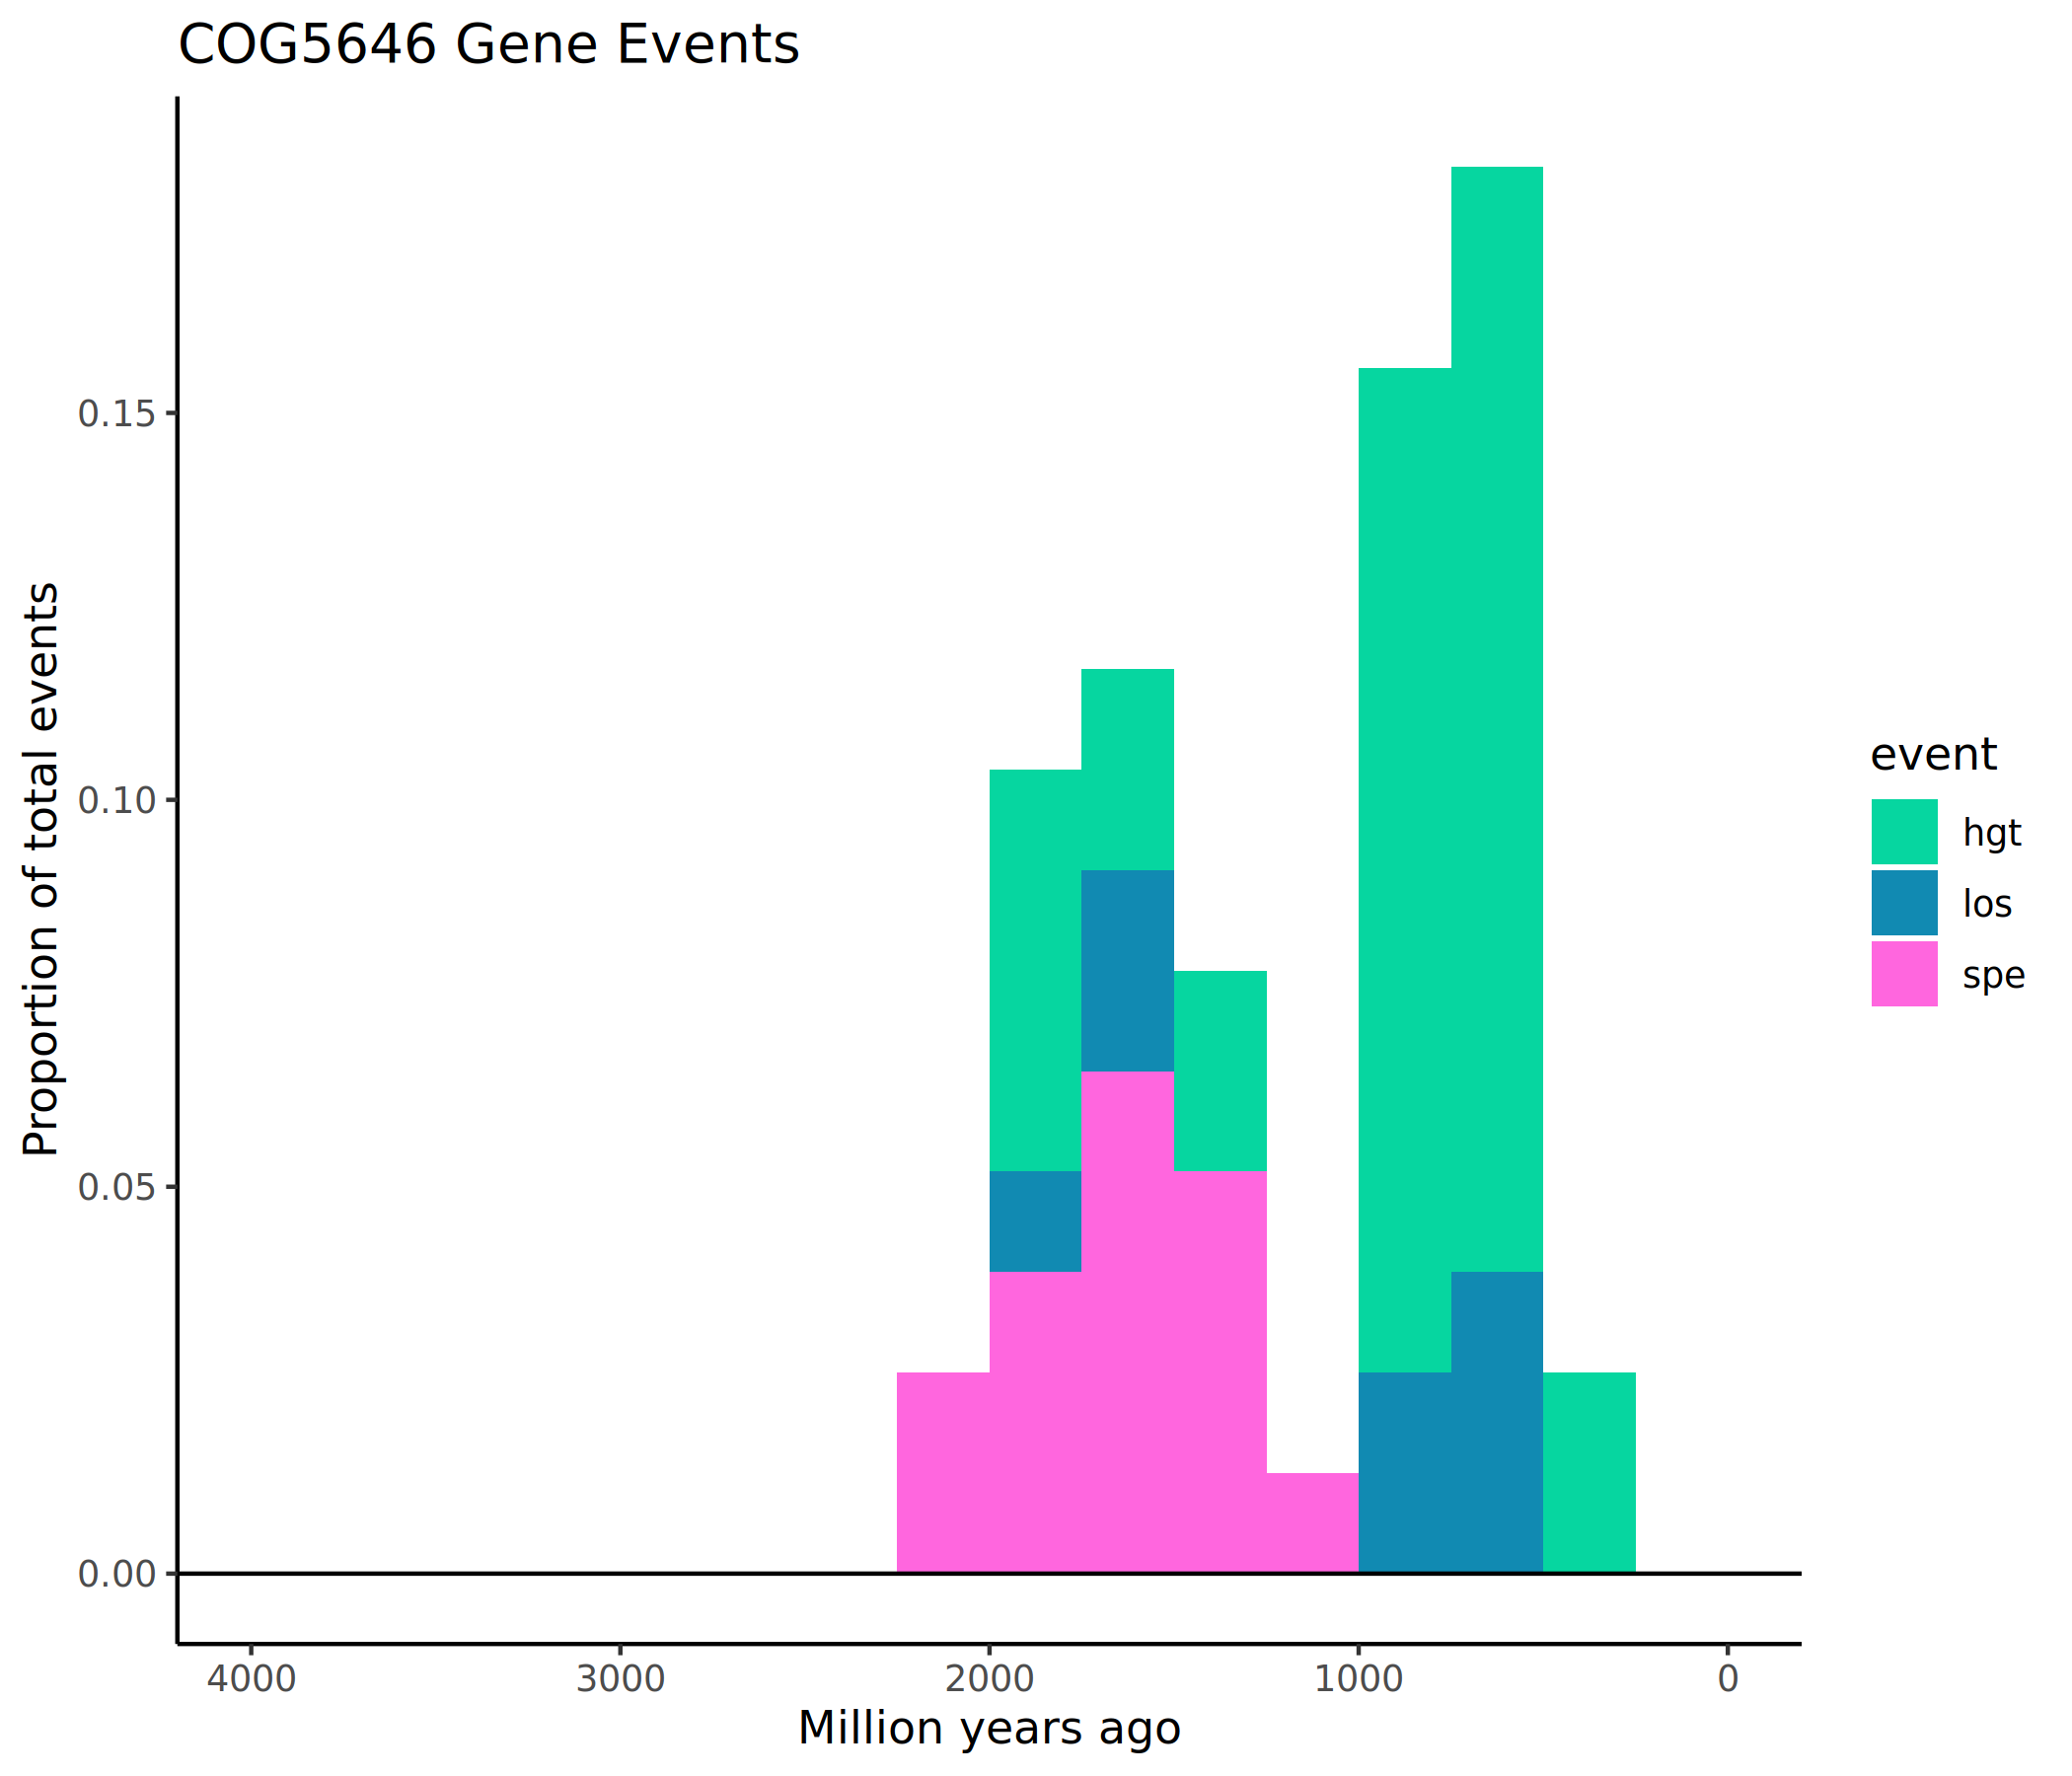 COG5646 Gene Events
Proportion of total events
0.15
0.10
0.05
0.00
4000
3000
2000
1000
0
Million years ago
event
hgt
los
spe